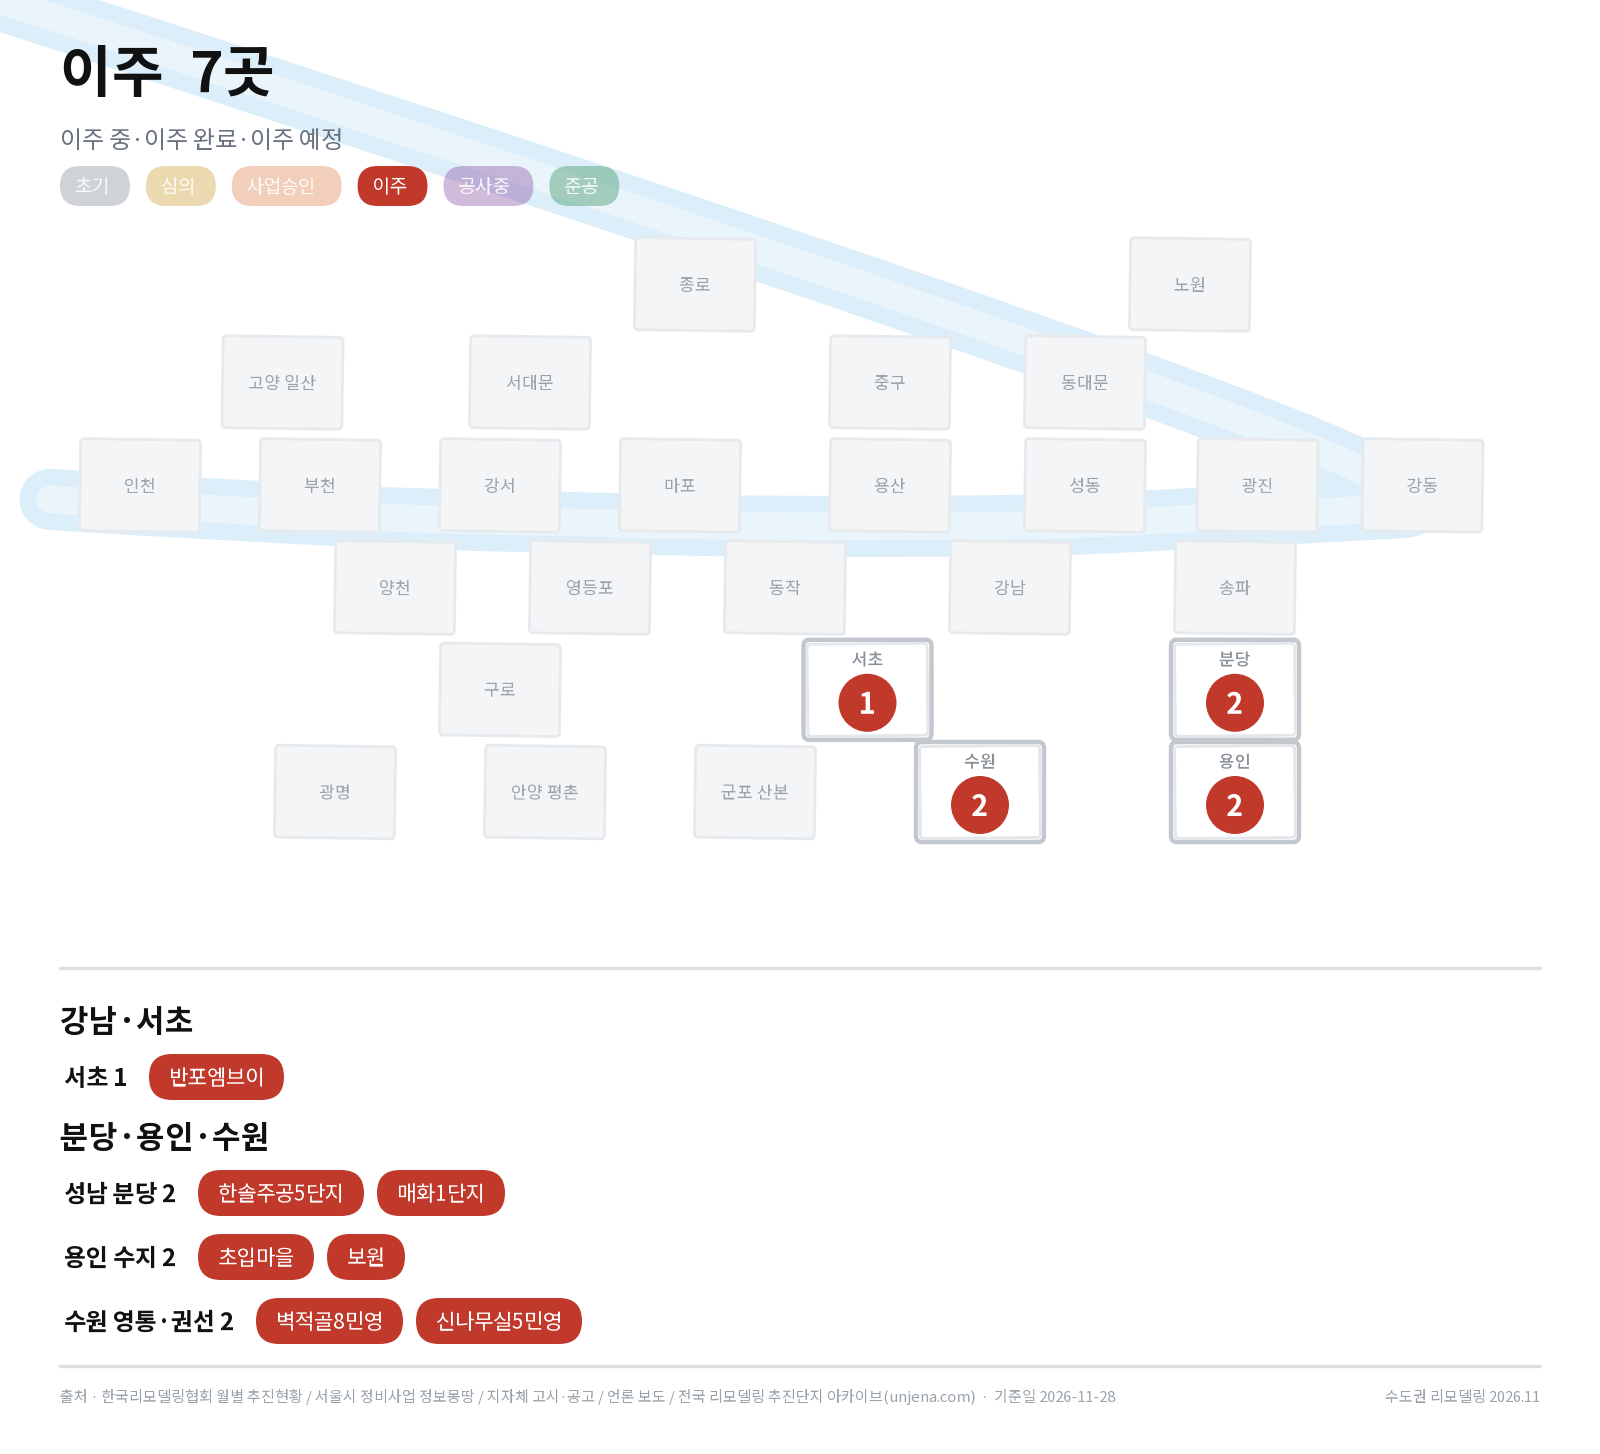 이주 7곳
이주 중·이주 완료·이주 예정
초기 심의 사업승인 이주 공사중 준공
종로 노원
고양 일산 서대문 중구 동대문
인천 부천 강서 마포 용산 성동 광진 강동
양천 영등포 동작 강남 송파
구로 서초 분당
1 2
광명 안양 평촌 군포 산본 수원 용인
2 2
강남·서초
서초 1 반포엠브이
분당·용인·수원
성남 분당 2 한솔주공5단지 매화1단지
용인 수지 2 초입마을 보원
수원 영통·권선 2 벽적골8민영 신나무실5민영
출처 · 한국리모델링협회 월별 추진현황 / 서울시 정비사업 정보몽땅 / 지자체 고시·공고 / 언론 보도 / 전국 리모델링 추진단지 아카이브(unjena.com) · 기준일 2026-11-28
수도권 리모델링 2026.11